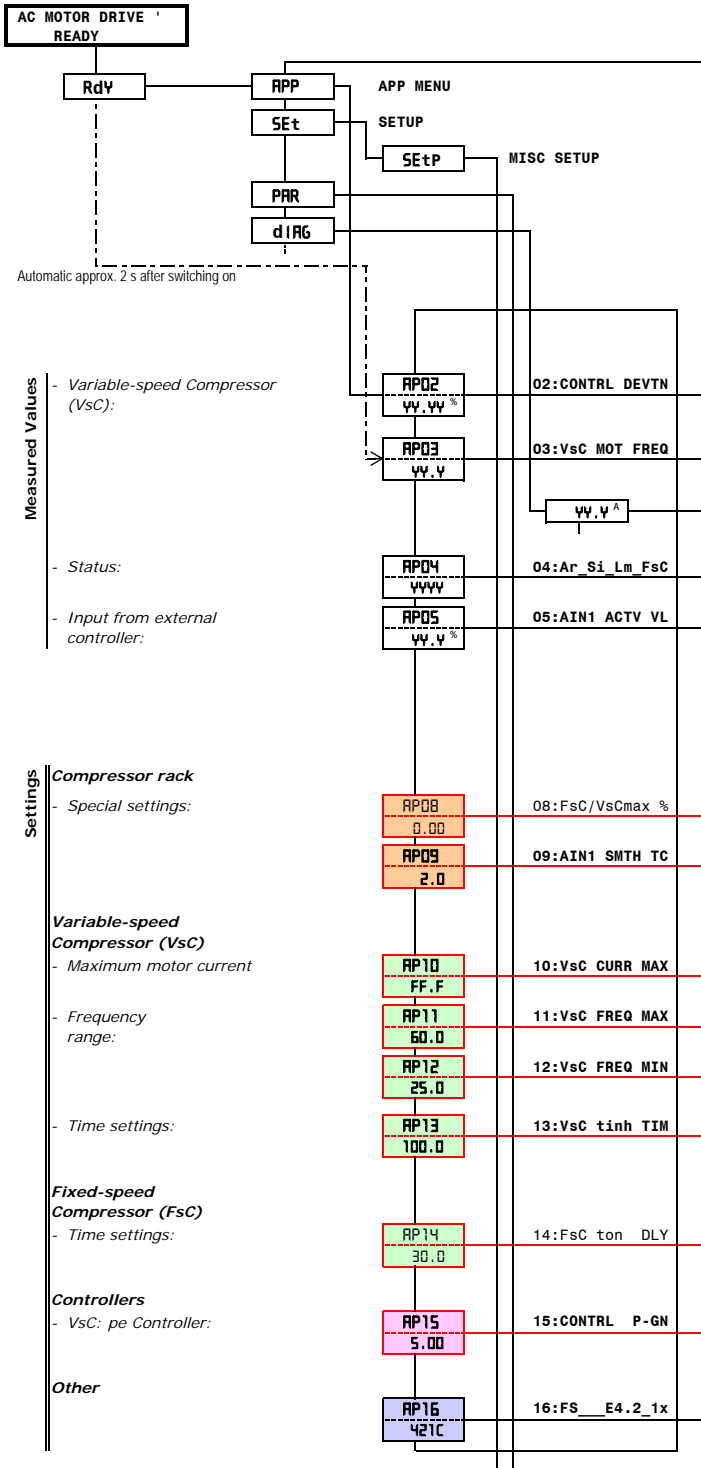 AC MOTOR DRIVE '
READY
RdY
APP
APP MENU
SEt
SETUP
SEtP
MISC SETUP
PAR
dIAG
Automatic approx. 2 s after switching on
Measured Values
- Variable-speed Compressor
(VsC):
AP02
YY.YY %
02:CONTRL DEVTN
AP03
YY.Y
03:VsC MOT FREQ
YY.Y A
- Status:
AP04
YYYY
04:Ar_Si_Lm_FsC
- Input from external
controller:
AP05
YY.Y %
05:AIN1 ACTV VL
Settings
Compressor rack
- Special settings:
AP08
0.00
08:FsC/VsCmax %
AP09
2.0
09:AIN1 SMTH TC
Variable-speed
Compressor (VsC)
- Maximum motor current
AP10
FF.F
10:VsC CURR MAX
- Frequency
range:
AP11
60.0
11:VsC FREQ MAX
AP12
25.0
12:VsC FREQ MIN
- Time settings:
AP13
100.0
13:VsC tinh TIM
Fixed-speed
Compressor (FsC)
- Time settings:
AP14
30.0
14:FsC ton DLY
Controllers
- VsC: pe Controller:
AP15
5.00
15:CONTRL P-GN
Other
AP16
421C
16:FS___E4.2_1x